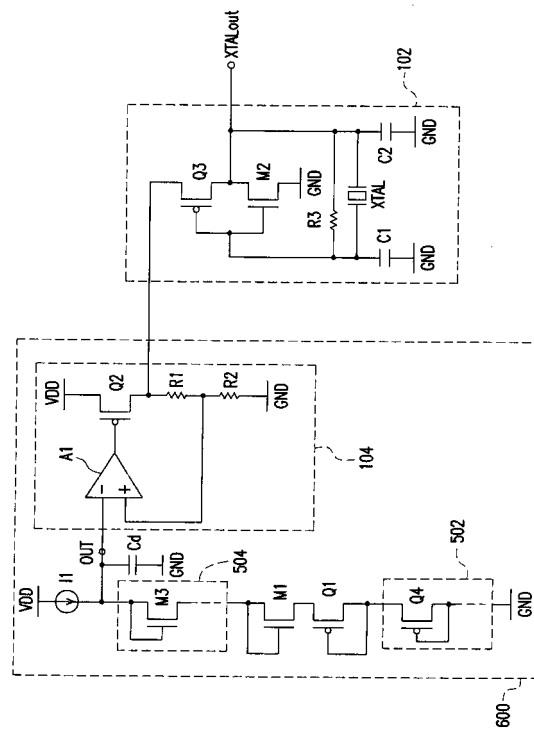 XTALout
102
Q3
M2
GND
R3
XTAL
C1
C2
GND
GND
VDD
Q2
A1
R1
R2
GND
104
-
+
OUT
Cd
GND
VDD
I1
M3
504
M1
Q1
Q4
502
GND
600